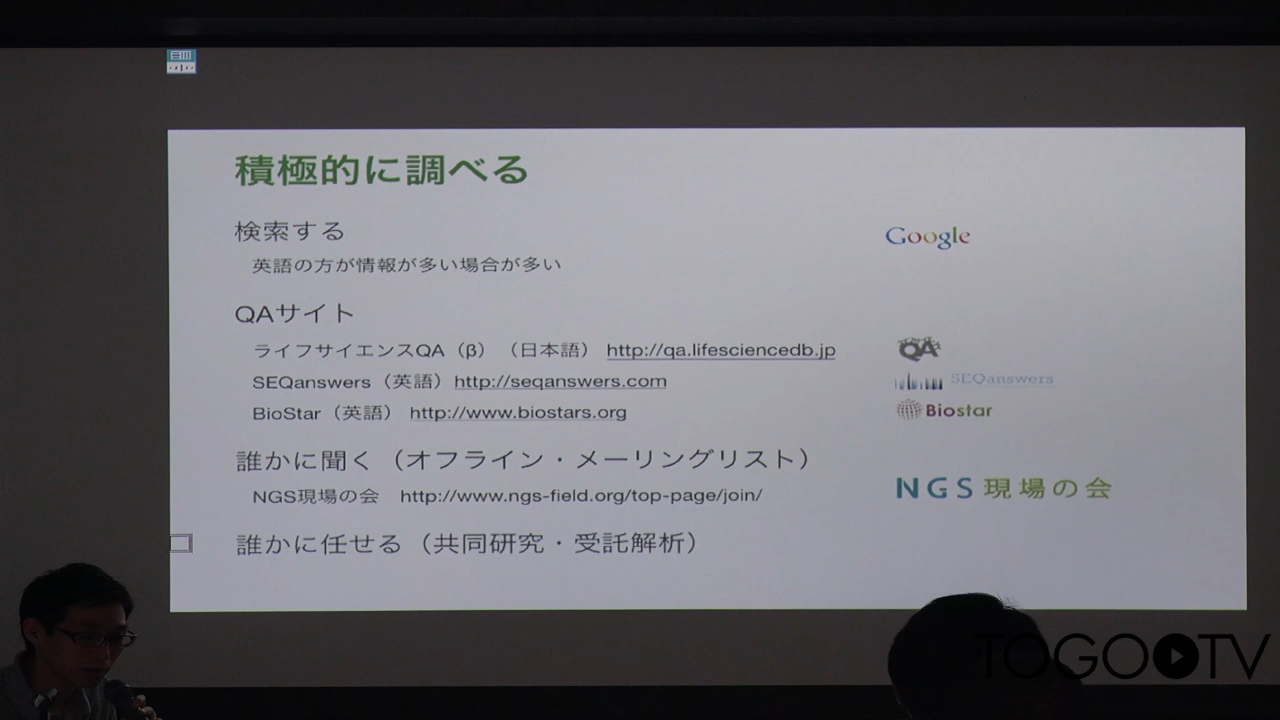 積極的に調べる
検索する
Google
英語の方が情報が多い場合が多い
QAサイト
ライフサイエンスQA（β）（日本語） http://qa.lifesciencedb.jp
QA
SEQanswers（英語）http://seqanswers.com
SEQanswers
BioStar（英語） http://www.biostars.org
Biostar
誰かに聞く（オフライン・メーリングリスト）
NGS現場の会 http://www.ngs-field.org/top-page/join/
NGS現場の会
誰かに任せる（共同研究・受託解析）
TOGOTV